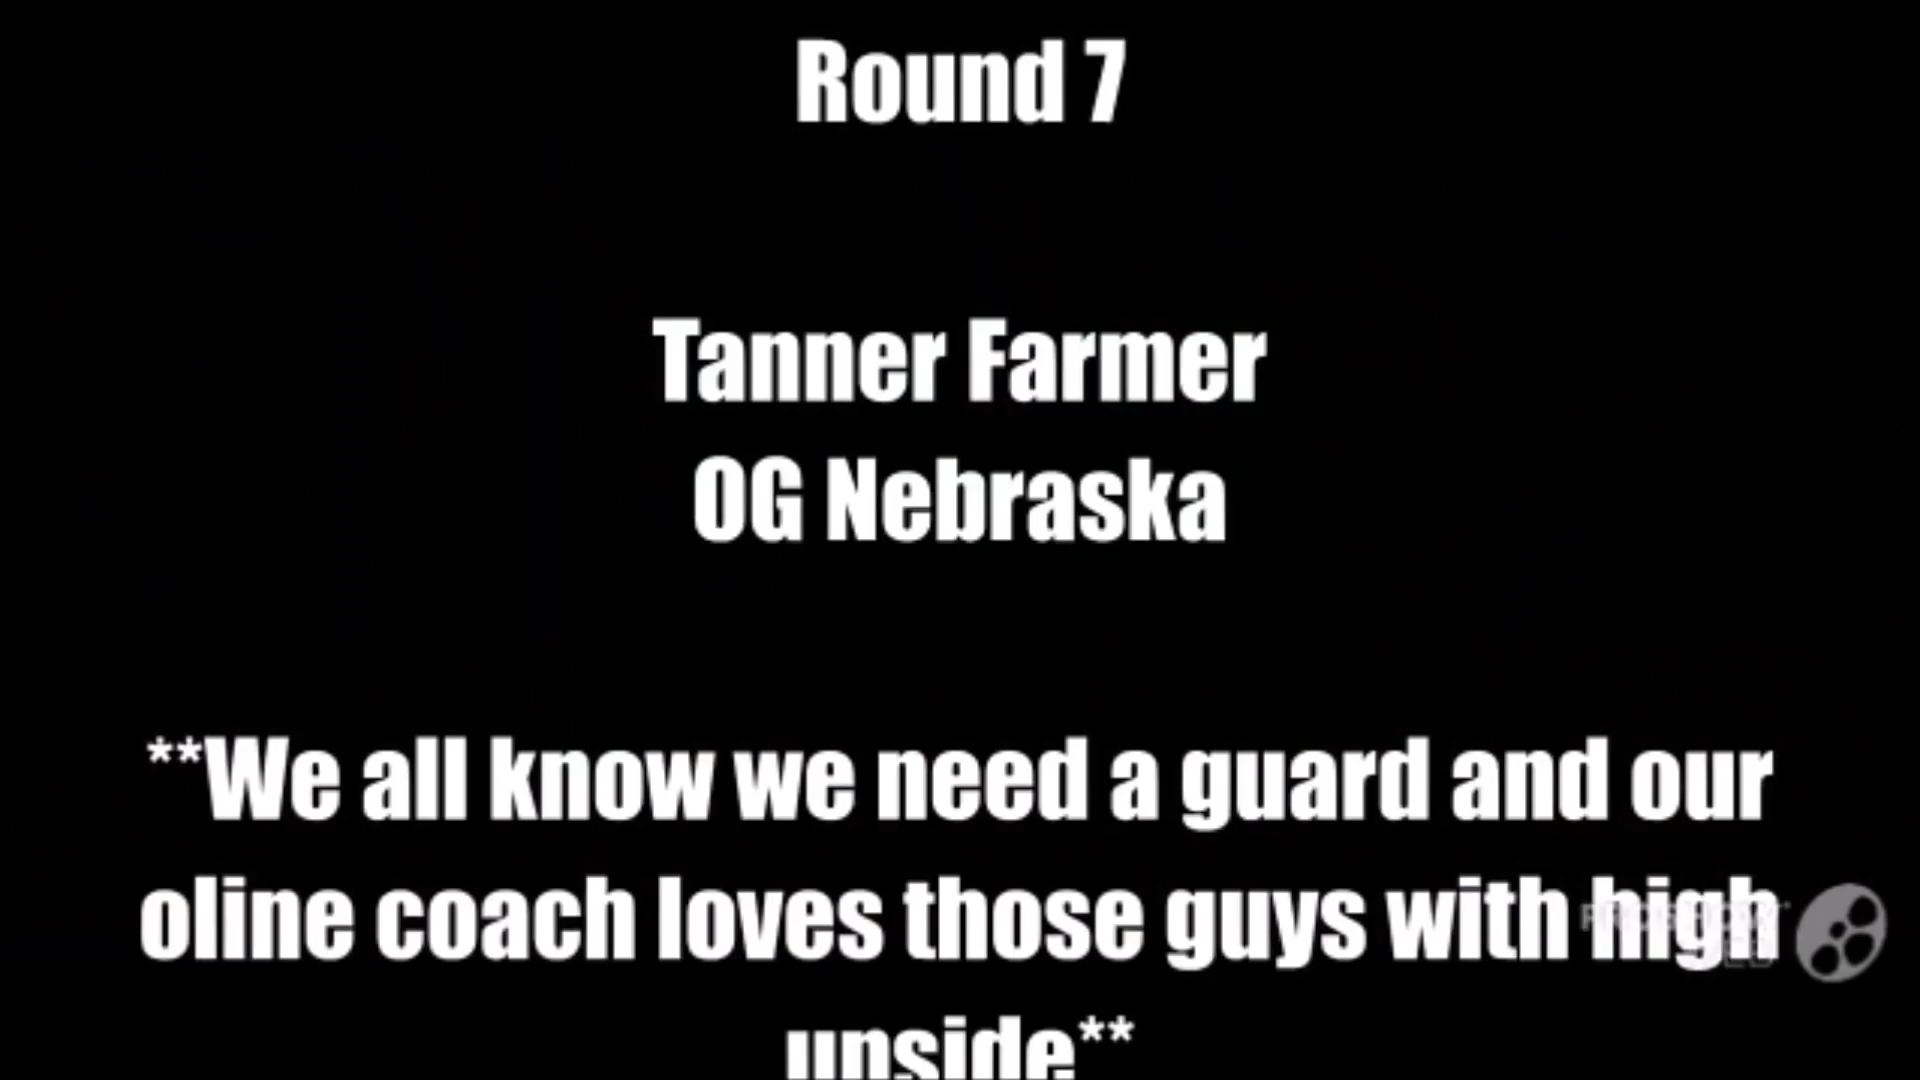 Round 7
Tanner Farmer
OG Nebraska
**We all know we need a guard and our
oline coach loves those guys with high
upside**